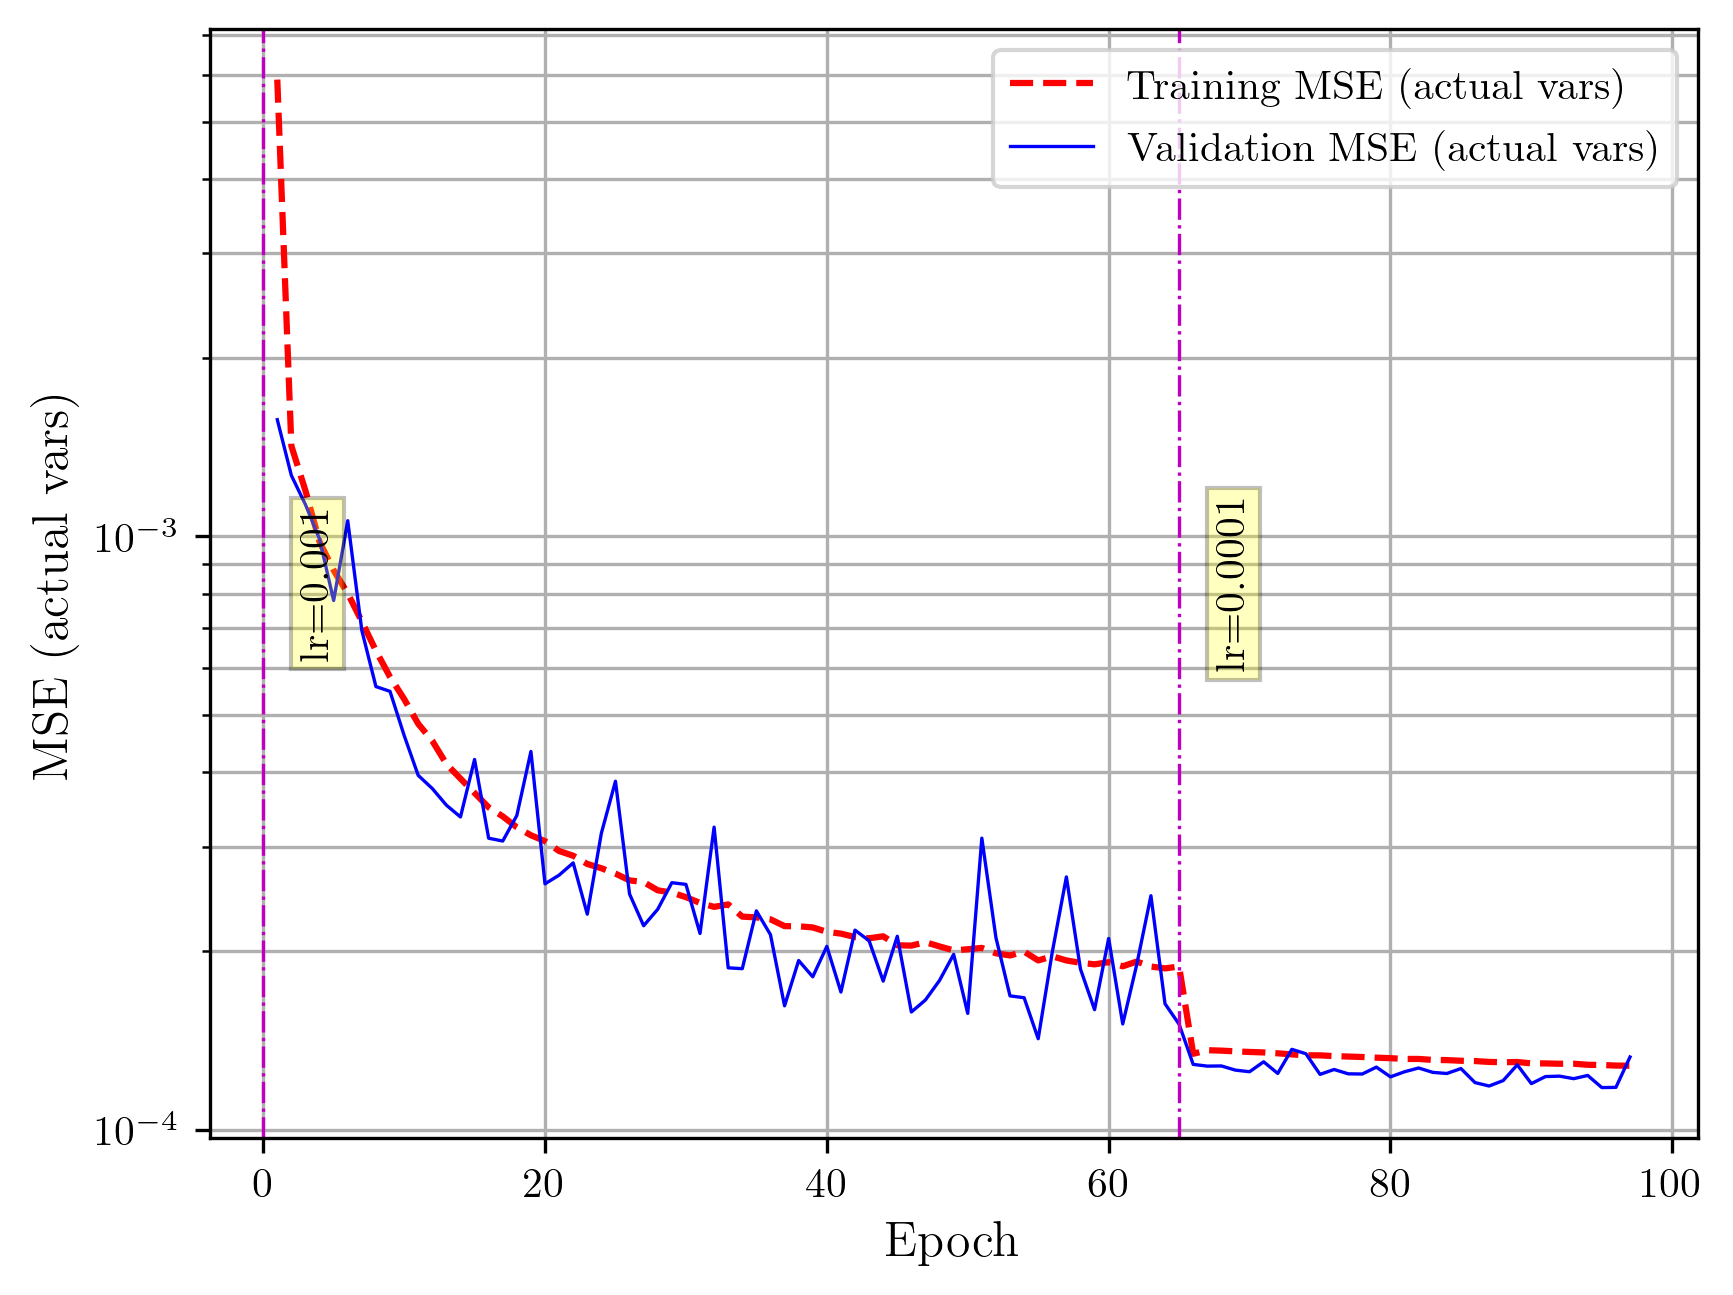 Training MSE (actual vars)
Validation MSE (actual vars)
MSE (actual vars)
10⁻³
10⁻⁴
lr=0.001
lr=0.0001
0 20 40 60 80 100
Epoch